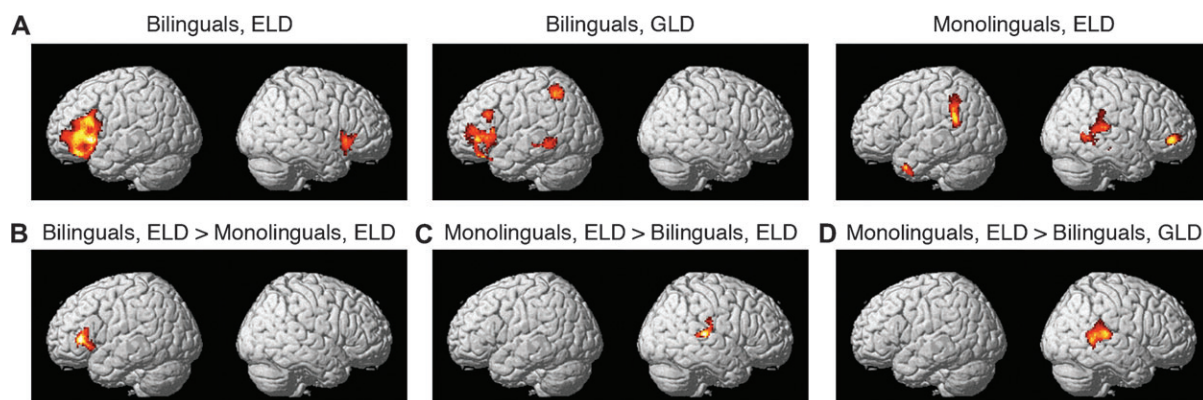 A
Bilinguals, ELD
Bilinguals, GLD
Monolinguals, ELD
B Bilinguals, ELD > Monolinguals, ELD
C Monolinguals, ELD > Bilinguals, ELD
D Monolinguals, ELD > Bilinguals, GLD